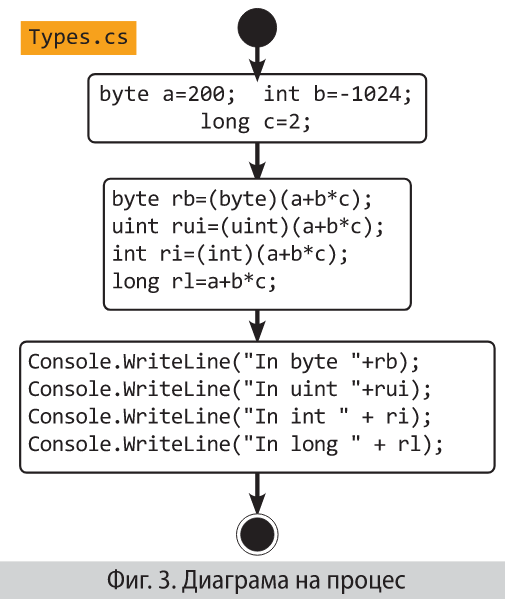 Types.cs
byte a=200;  int b=-1024;
long c=2;
byte rb=(byte)(a+b*c);
uint rui=(uint)(a+b*c);
int ri=(int)(a+b*c);
long rl=a+b*c;
Console.WriteLine("In byte "+rb);
Console.WriteLine("In uint "+rui);
Console.WriteLine("In int " + ri);
Console.WriteLine("In long " + rl);
Фиг. 3. Диаграма на процес